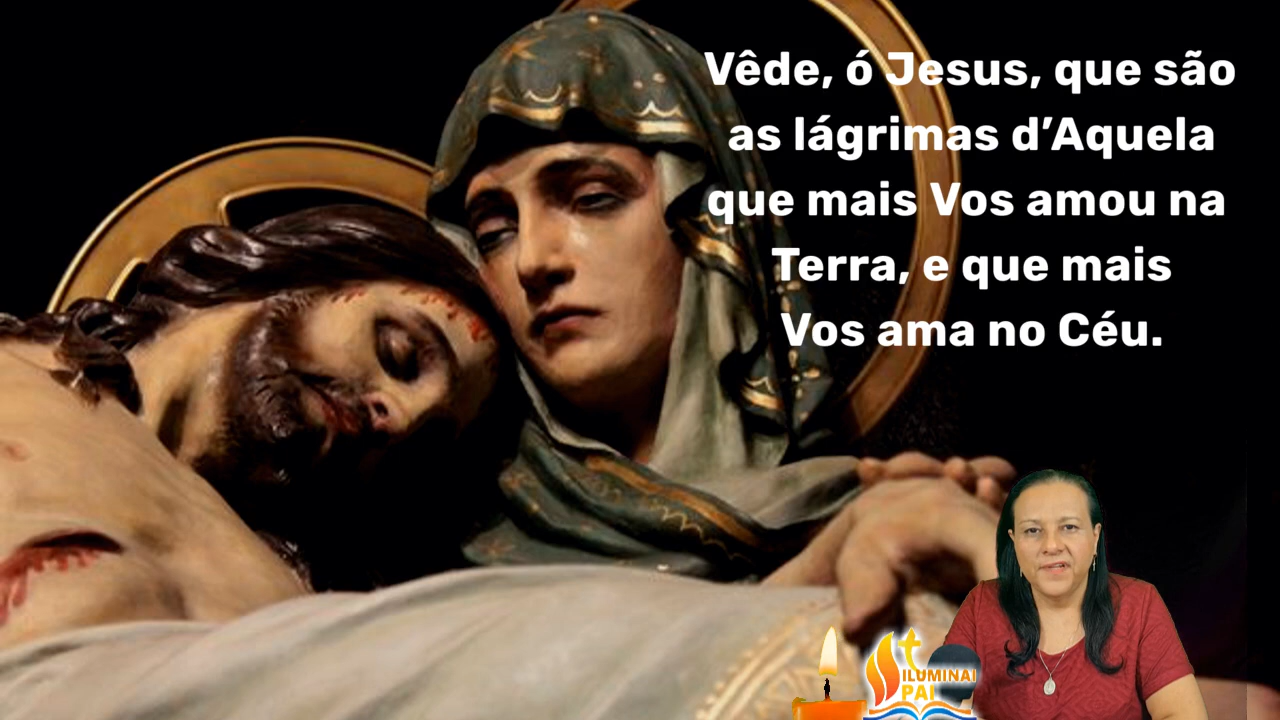 Vêde, ó Jesus, que são
as lágrimas d’Aquela
que mais Vos amou na
Terra, e que mais
Vos ama no Céu.
ILUMINAI
PAI